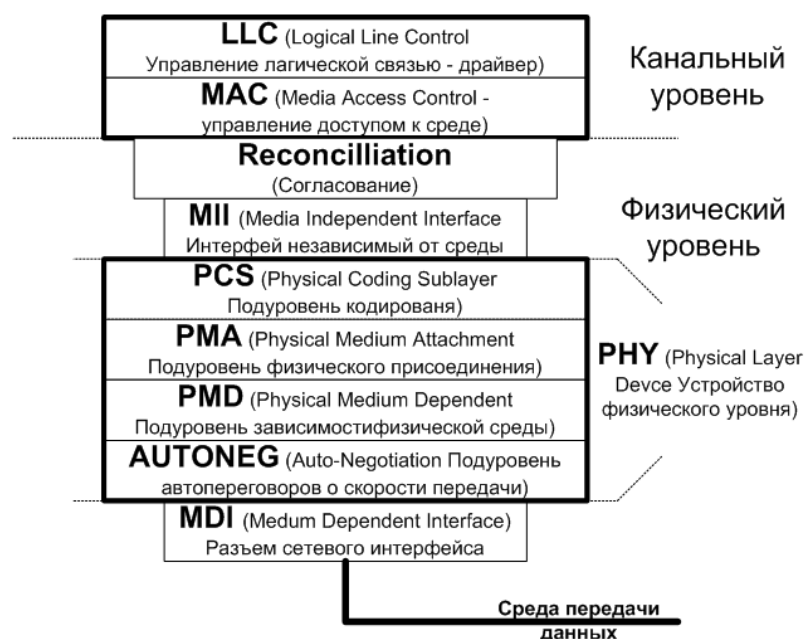 LLC (Logical Line Control
Управление лагической связью - драйвер)
MAC (Media Access Control -
управление доступом к среде)
Канальный
уровень
Reconcilliation
(Согласование)
MII (Media Independent Interface
Интерфей независимый от среды
Физический
уровень
PCS (Physical Coding Sublayer
Подуровень кодированя)
PMA (Physical Medium Attachment
Подуровень физического присоединения)
PMD (Physical Medium Dependent
Подуровень зависимостифизической среды)
AUTONEG (Auto-Negotiation Подуровень
автопереговоров о скорости передачи)
PHY (Physical Layer
Devce Устройство
физического уровня)
MDI (Medum Dependent Interface)
Разъем сетевого интерфейса
Среда передачи
данных